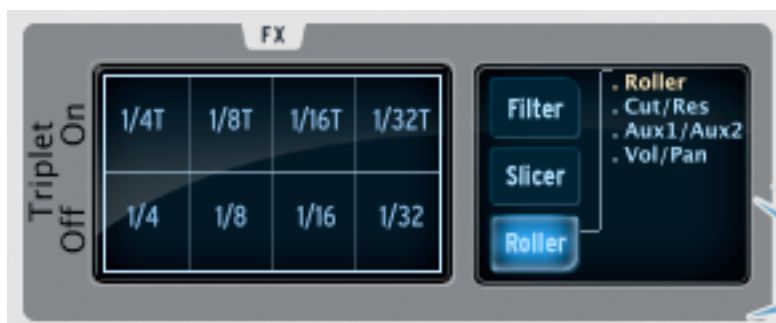 FX
Triplet
On
Off
1/4T 1/8T 1/16T 1/32T
1/4 1/8 1/16 1/32
Filter
Slicer
Roller
. Roller
. Cut/Res
. Aux1/Aux2
. Vol/Pan